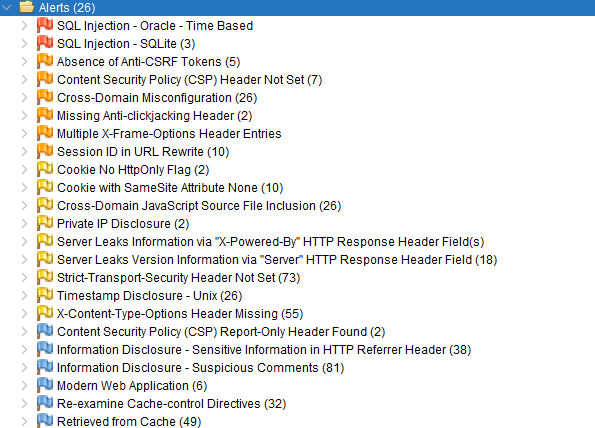 Alerts (26)
SQL Injection - Oracle - Time Based
SQL Injection - SQLite (3)
Absence of Anti-CSRF Tokens (5)
Content Security Policy (CSP) Header Not Set (7)
Cross-Domain Misconfiguration (26)
Missing Anti-clickjacking Header (2)
Multiple X-Frame-Options Header Entries
Session ID in URL Rewrite (10)
Cookie No HttpOnly Flag (2)
Cookie with SameSite Attribute None (10)
Cross-Domain JavaScript Source File Inclusion (26)
Private IP Disclosure (2)
Server Leaks Information via "X-Powered-By" HTTP Response Header Field(s)
Server Leaks Version Information via "Server" HTTP Response Header Field (18)
Strict-Transport-Security Header Not Set (73)
Timestamp Disclosure - Unix (26)
X-Content-Type-Options Header Missing (55)
Content Security Policy (CSP) Report-Only Header Found (2)
Information Disclosure - Sensitive Information in HTTP Referrer Header (38)
Information Disclosure - Suspicious Comments (81)
Modern Web Application (6)
Re-examine Cache-control Directives (32)
Retrieved from Cache (49)